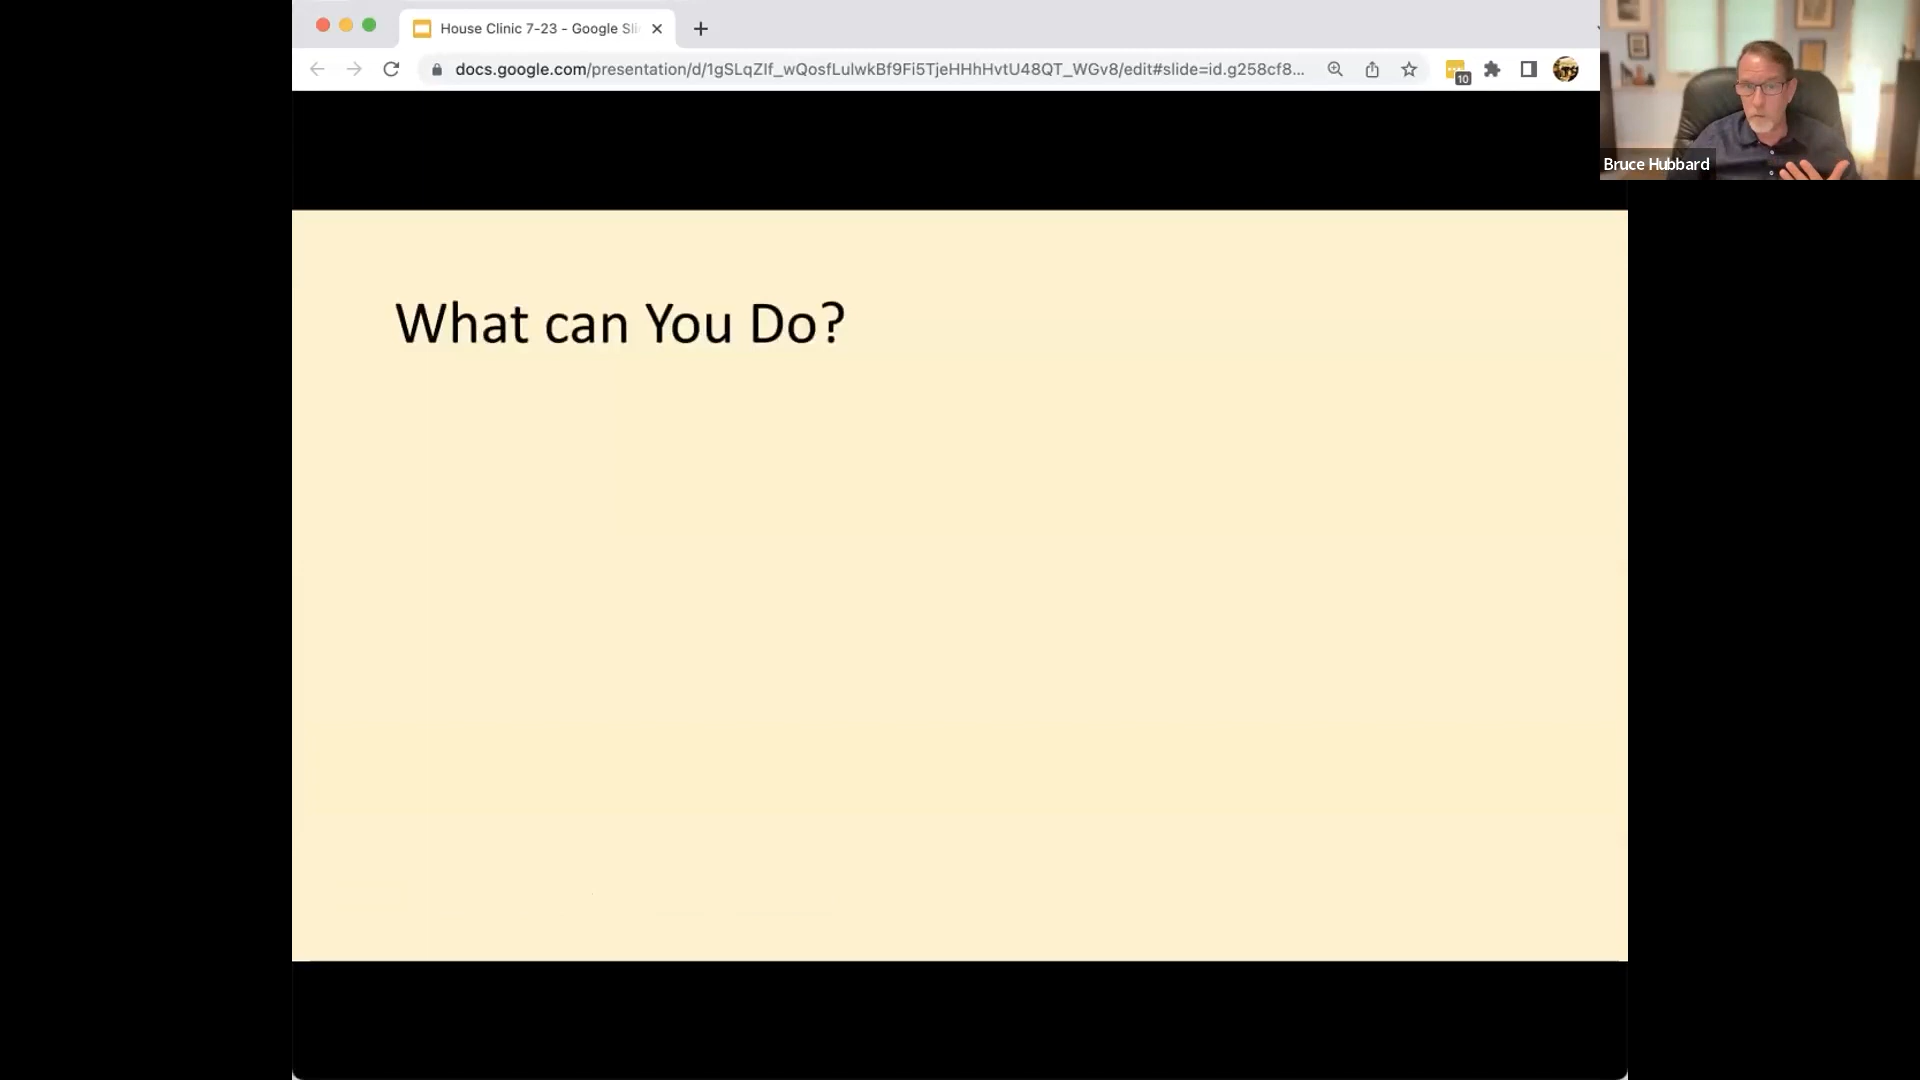 House Clinic 7-23 - Google Sli
docs.google.com/presentation/d/1gSLqZIf_wQosfLulwkBf9Fi5TjeHHhHvtU48QT_WGv8/edit#slide=id.g258cf8...
10
Bruce Hubbard
What can You Do?